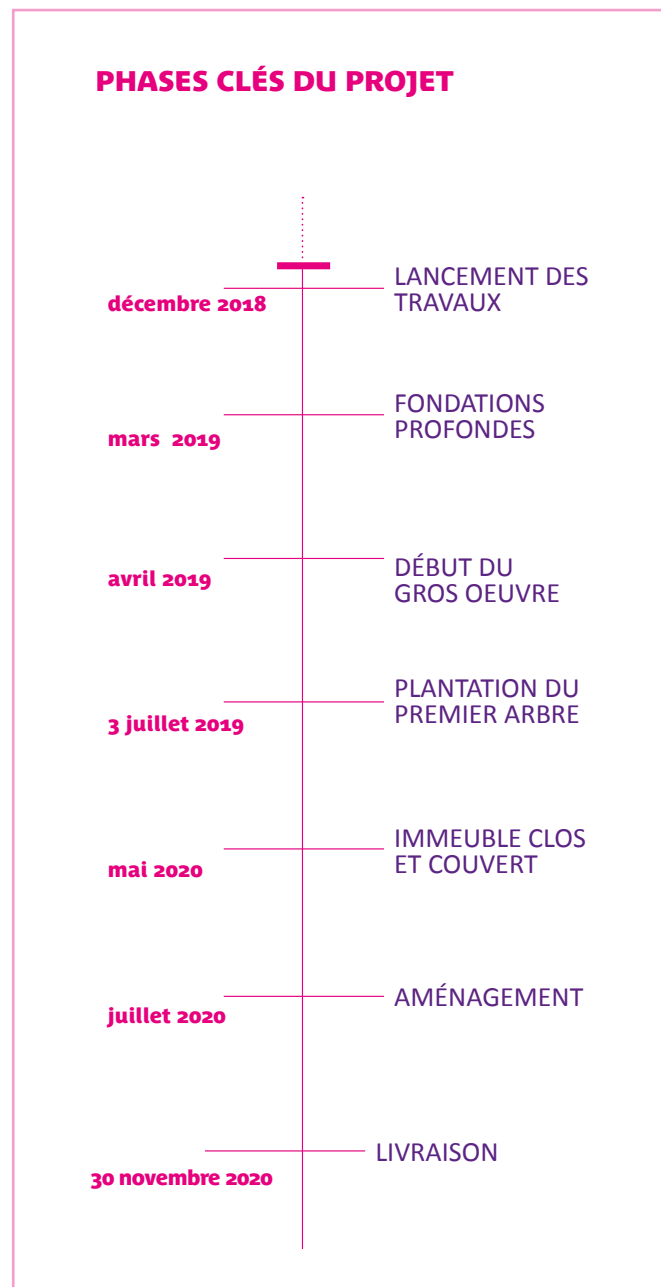 PHASES CLÉS DU PROJET
décembre 2018
LANCEMENT DES
TRAVAUX
mars 2019
FONDATIONS
PROFONDES
avril 2019
DÉBUT DU
GROS OEUVRE
3 juillet 2019
PLANTATION DU
PREMIER ARBRE
mai 2020
IMMEUBLE CLOS
ET COUVERT
juillet 2020
AMÉNAGEMENT
30 novembre 2020
LIVRAISON